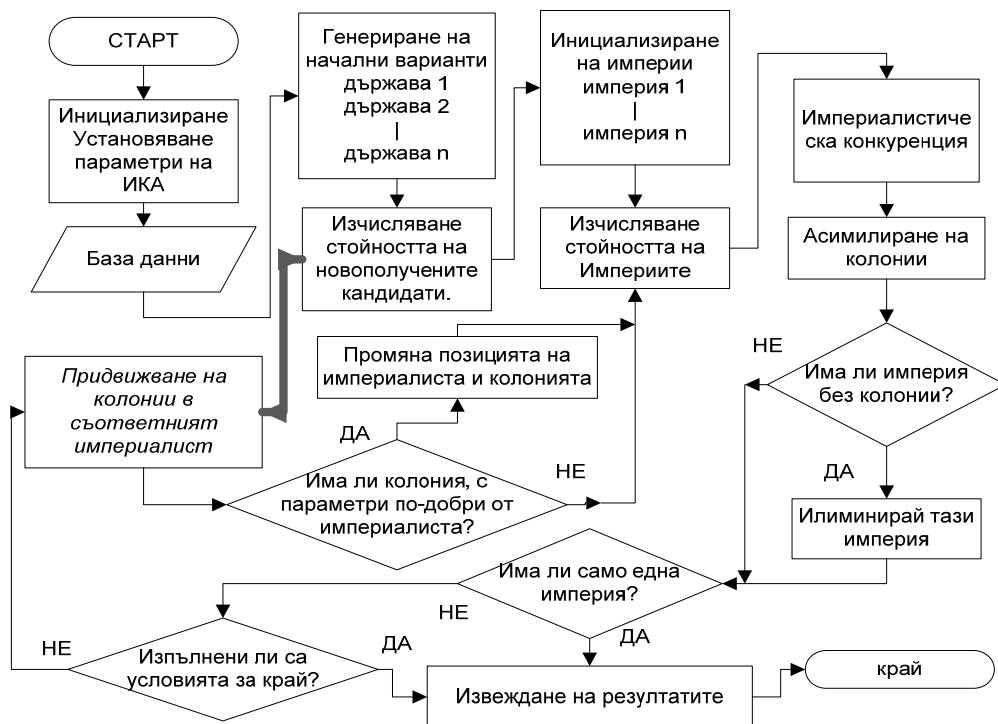 СТАРТ
Инициализиране
Установяване
параметри на
ИКА
База данни
Генериране на
начални варианти
държава 1
държава 2
|
държава n
Изчисляване
стойността на
новополучените
кандидати.
Инициализиране
на империи
империя 1
|
империя n
Изчисляване
стойността на
Империите
Империалистиче
ска конкуренция
Асимилиране на
колонии
Има ли империя
без колонии?
НЕ
ДА
Илиминирай тази
империя
Промяна позицията на
империалиста и колонията
Придвижване на
колонии в
съответният
империалист
ДА
НЕ
Има ли колония, с
параметри по-добри от
империалиста?
Има ли само една
империя?
НЕ
ДА
Изпълнени ли са
условията за край?
НЕ
ДА
Извеждане на резултатите
край